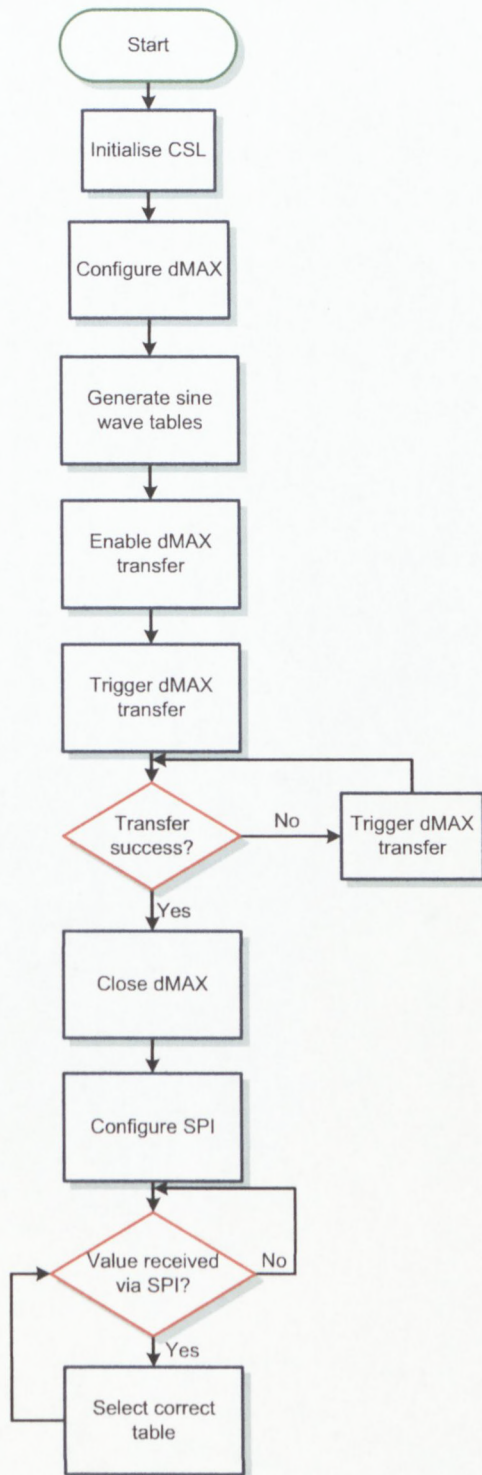 Start
Initialise CSL
Configure dMAX
Generate sine
wave tables
Enable dMAX
transfer
Trigger dMAX
transfer
Transfer
success?
No
Trigger dMAX
transfer
Yes
Close dMAX
Configure SPI
Value received
via SPI?
No
Yes
Select correct
table